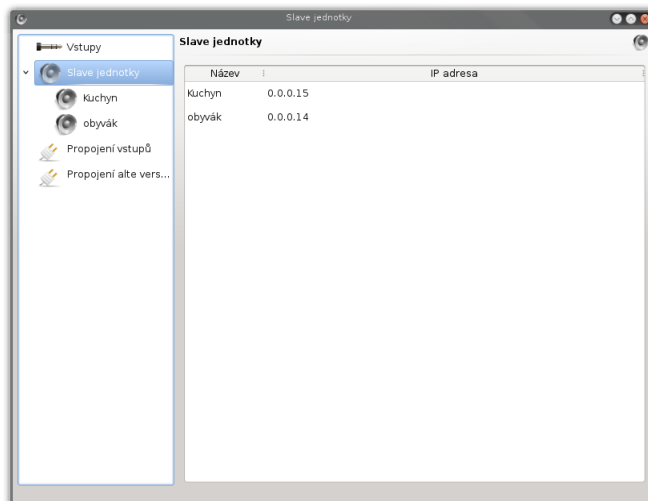 Slave jednotky
Vstupy
Slave jednotky
Kuchyn
obyvák
Propojení vstupů
Propojení alte vers...
Slave jednotky
Název IP adresa
Kuchyn 0.0.0.15
obyvák 0.0.0.14